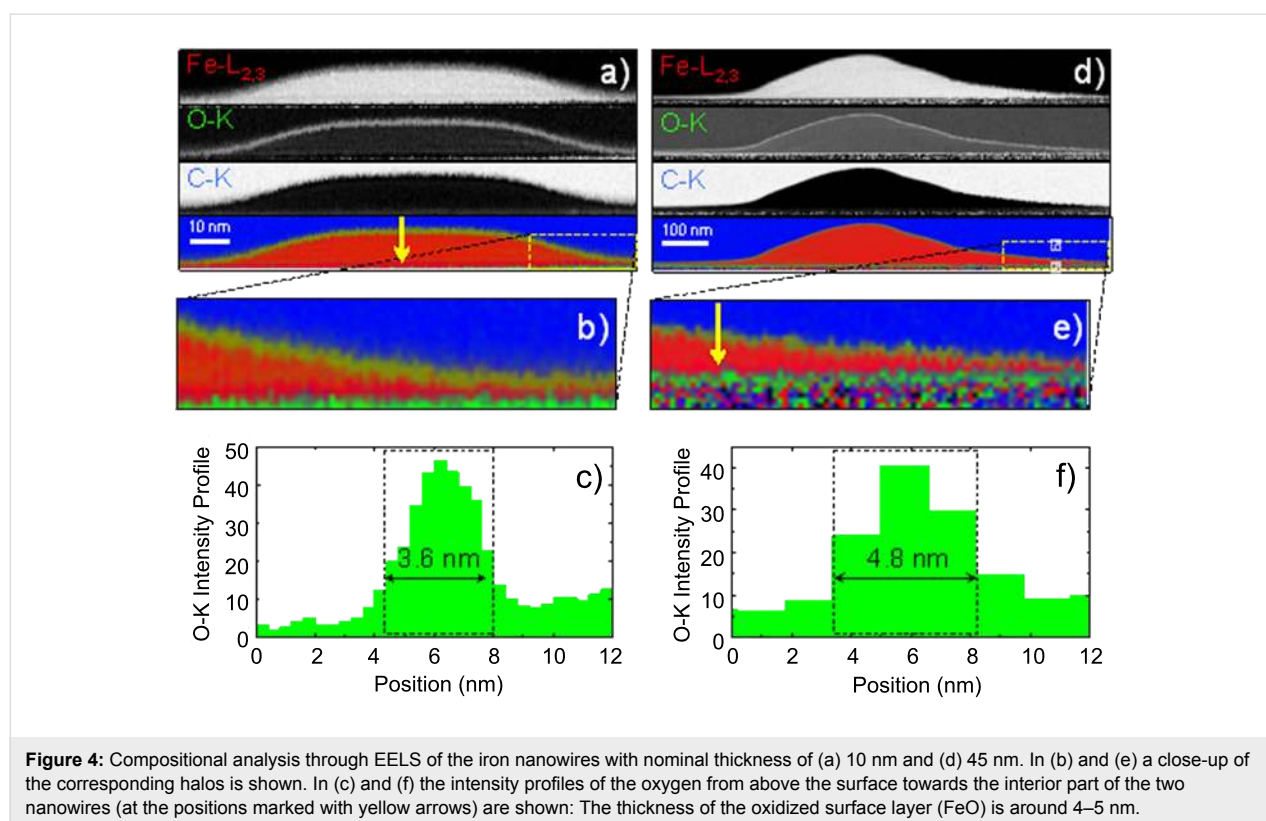 Fe-L2,3
a)
O-K
C-K
10 nm
Fe-L2,3
d)
O-K
C-K
100 nm
b)
e)
O-K Intensity Profile
50
40
30
20
10
0
c)
3.6 nm
0 2 4 6 8 10 12
Position (nm)
O-K Intensity Profile
40
30
20
10
0
f)
4.8 nm
0 2 4 6 8 10 12
Position (nm)
Figure 4: Compositional analysis through EELS of the iron nanowires with nominal thickness of (a) 10 nm and (d) 45 nm. In (b) and (e) a close-up of
the corresponding halos is shown. In (c) and (f) the intensity profiles of the oxygen from above the surface towards the interior part of the two
nanowires (at the positions marked with yellow arrows) are shown: The thickness of the oxidized surface layer (FeO) is around 4–5 nm.